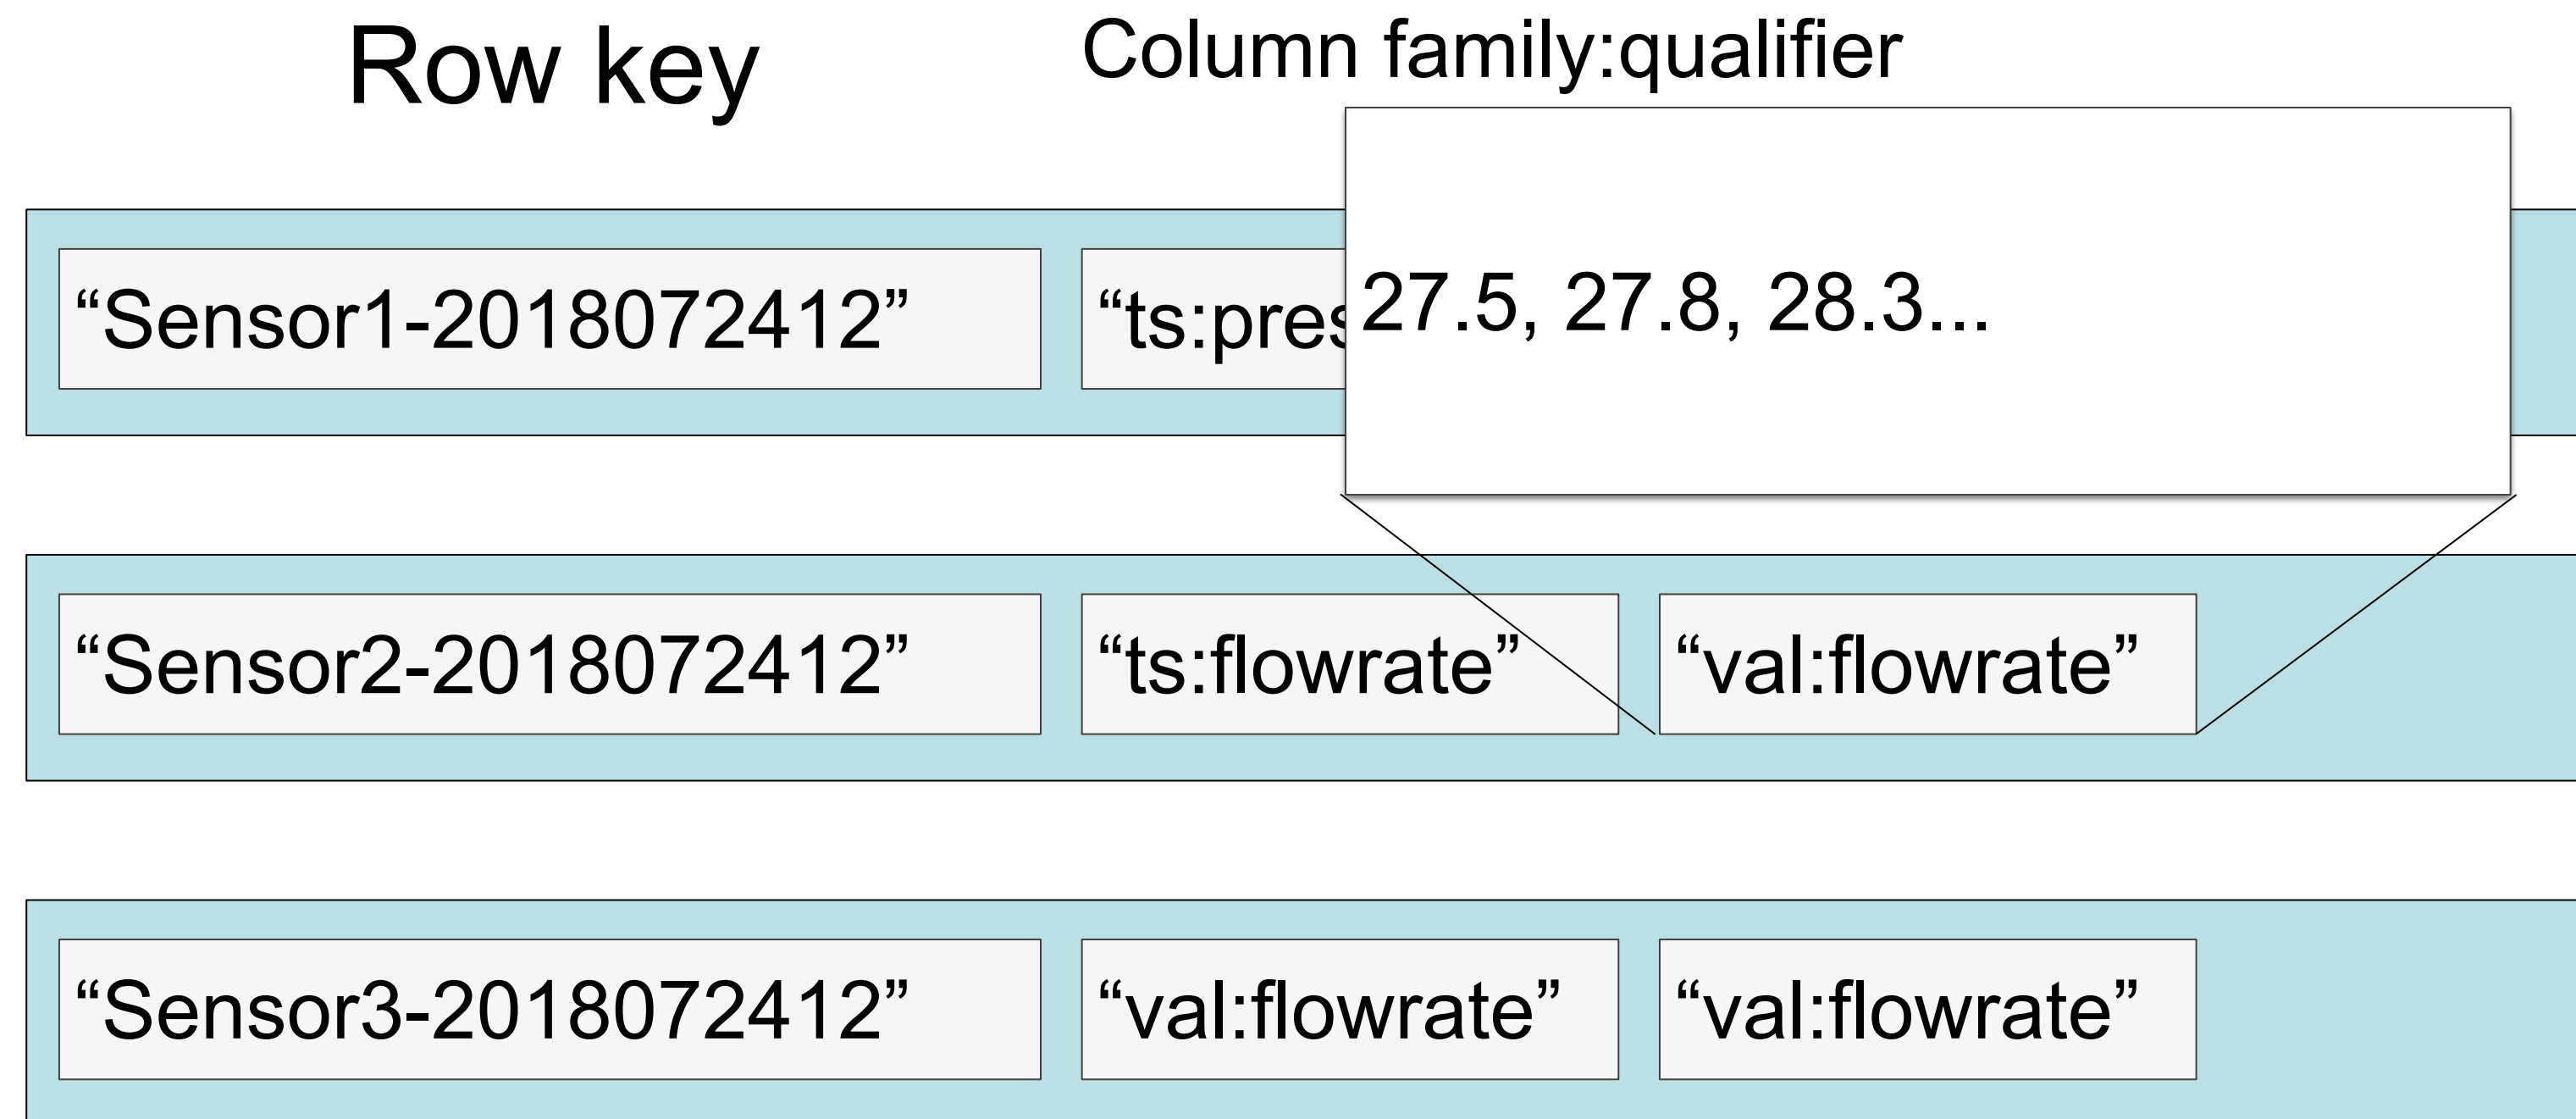 Row key
Column family:qualifier
“Sensor1-2018072412”
“ts:pres
27.5, 27.8, 28.3...
“Sensor2-2018072412”
“ts:flowrate”
“val:flowrate”
“Sensor3-2018072412”
“val:flowrate”
“val:flowrate”